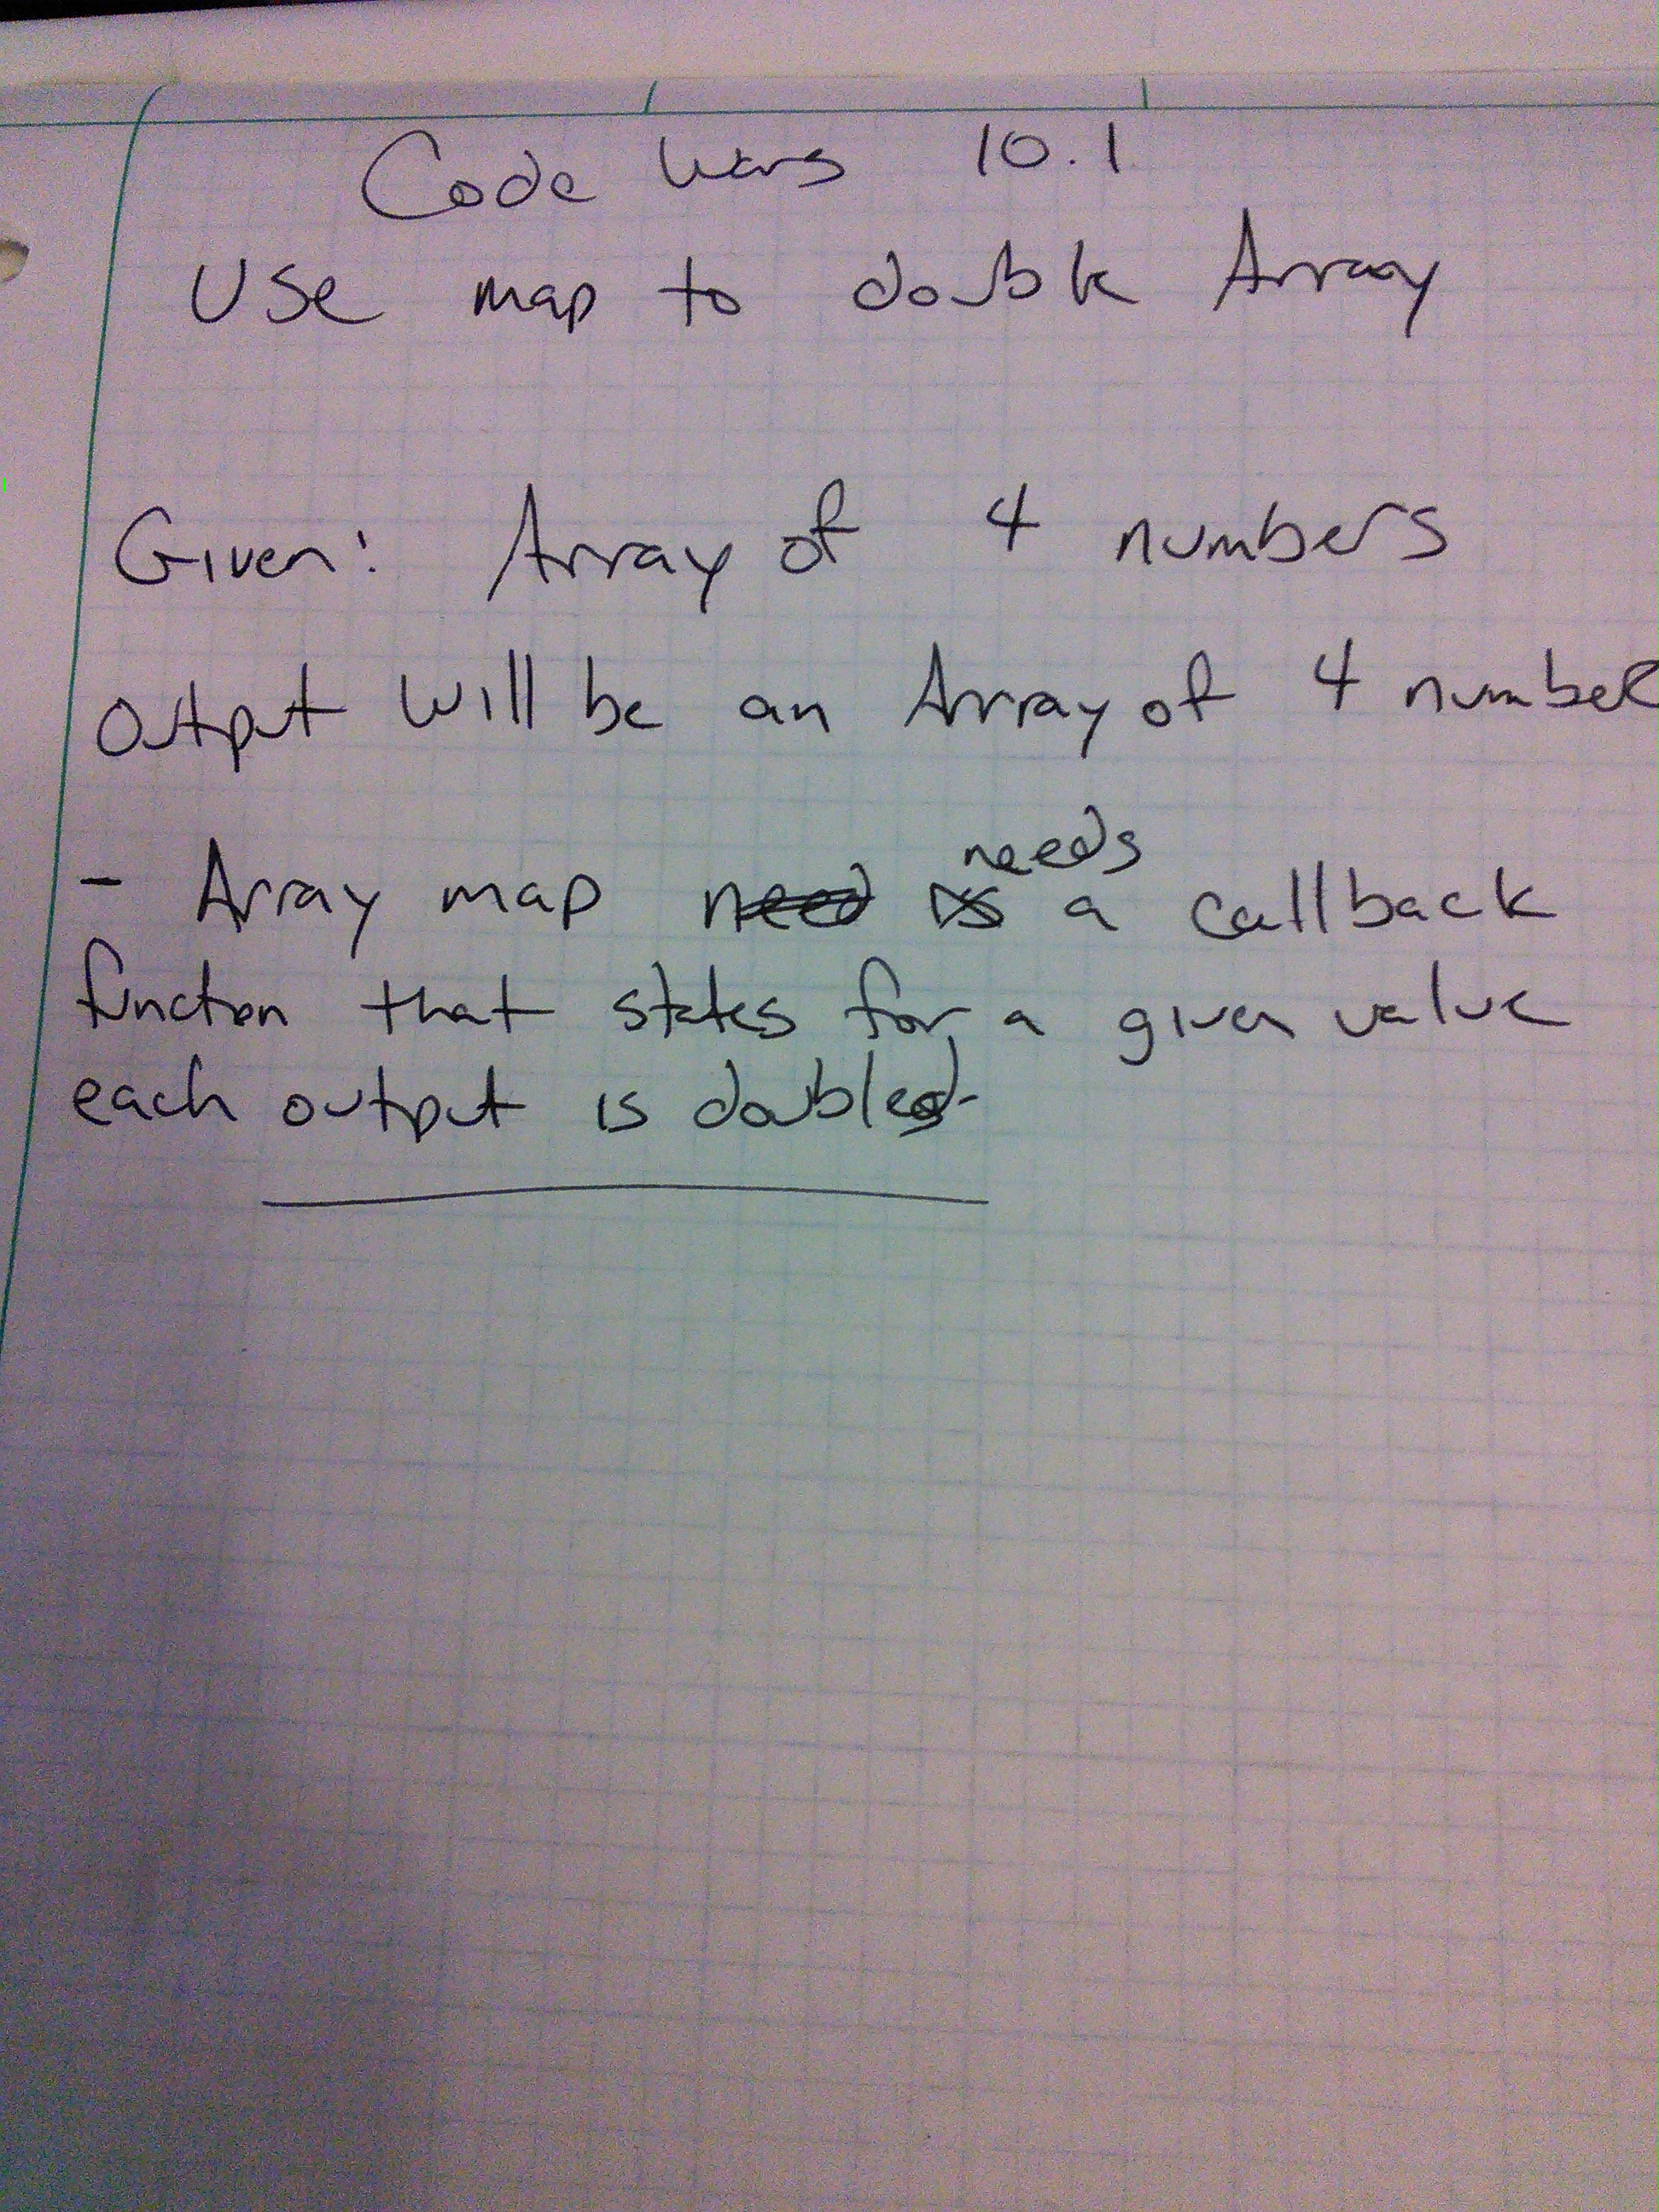 Code Wars 10.1
Use map to double Array
Given: Array of 4 numbers
Output will be an Array of 4 number
- Array map need is needs a callback
function that states for a given value
each output is doubled.